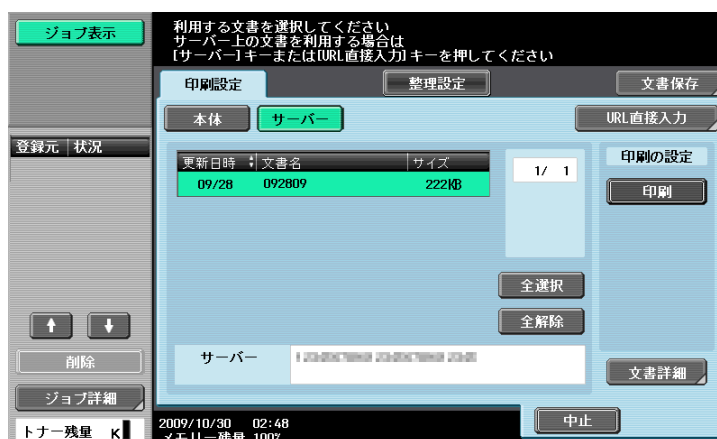 ジョブ表示
利用する文書を選択してください
サーバー上の文書を利用する場合は
[サーバー]キーまたは[URL直接入力]キーを押してください
印刷設定 整理設定 文書保存
本体 サーバー URL直接入力
登録元 状況
更新日時 文書名 サイズ
09/28 092809 222KB
1/ 1
印刷の設定
印刷
全選択
全解除
削除
サーバー
文書詳細
ジョブ詳細
中止
トナー残量 K
2009/10/30 02:48
メモリー残量 100%